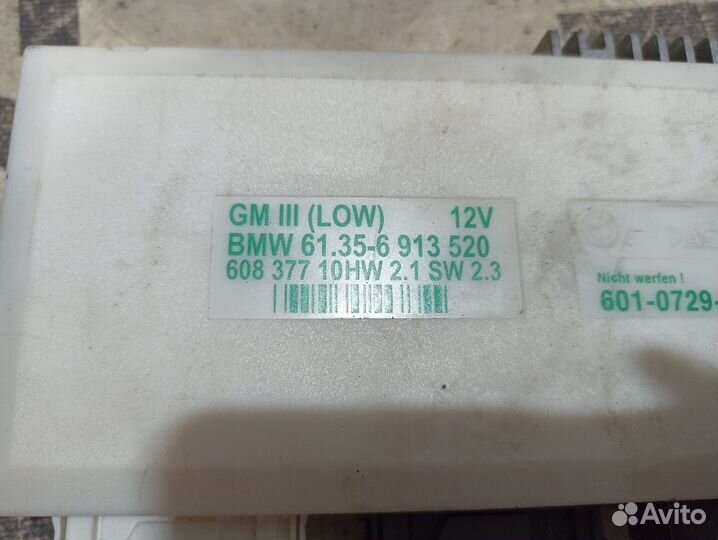 GM III (LOW) 12V
BMW 61.35-6 913 520
608 377 10HW 2.1 SW 2.3
Nicht werfen !
601-0729-
Avito